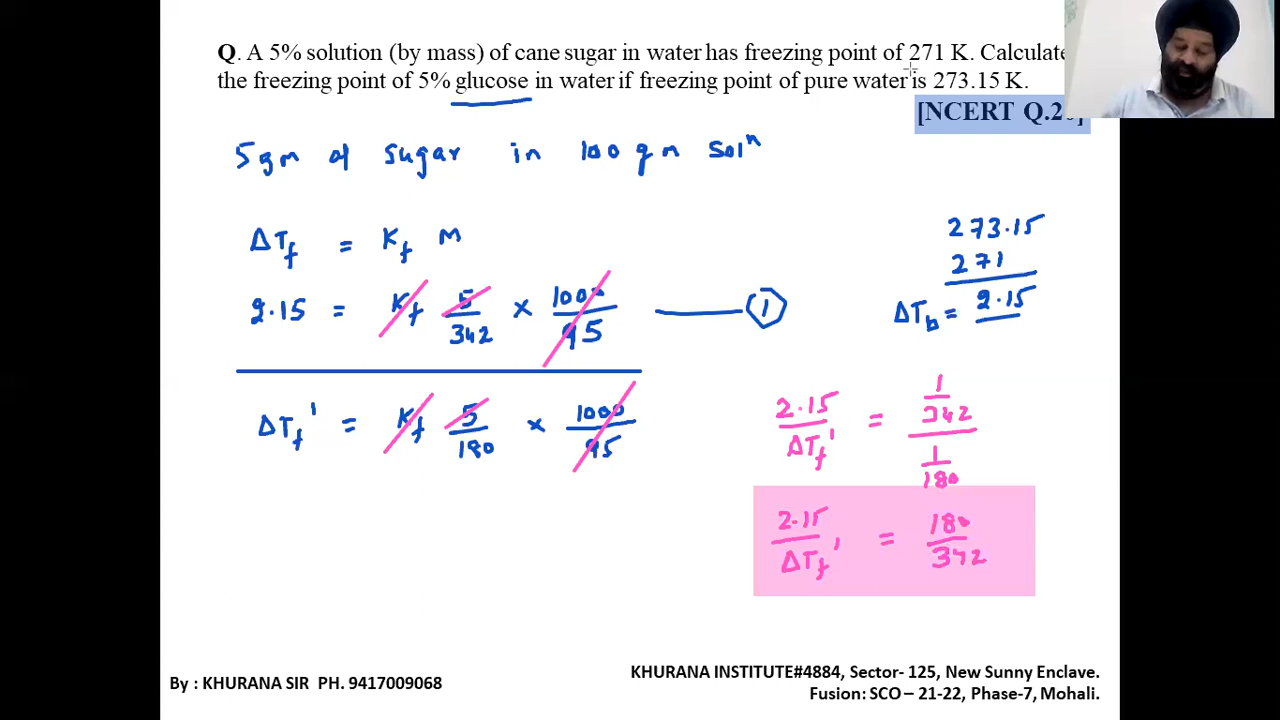 Q. A 5% solution (by mass) of cane sugar in water has freezing point of 271 K. Calculate
the freezing point of 5% glucose in water if freezing point of pure water is 273.15 K.
[NCERT Q.2
5 gm of sugar in 100 gm solⁿ
ΔTf = Kf m
2.15 = Kf 5/342 × 1000/95 ——— ①
273.15
271
ΔTb = 2.15
ΔTf' = Kf 5/180 × 1000/95
2.15/ΔTf' = (1/342)/(1/180)
2.15/ΔTf' = 180/342
By : KHURANA SIR PH. 9417009068
KHURANA INSTITUTE#4884, Sector- 125, New Sunny Enclave.
Fusion: SCO – 21-22, Phase-7, Mohali.